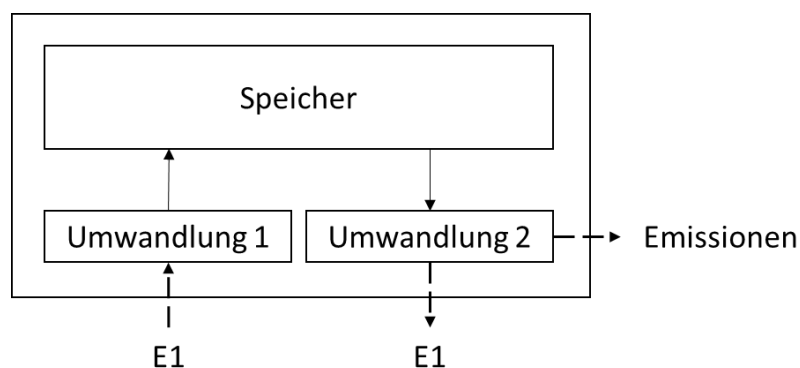 Speicher
Umwandlung 1
Umwandlung 2
Emissionen
E1
E1